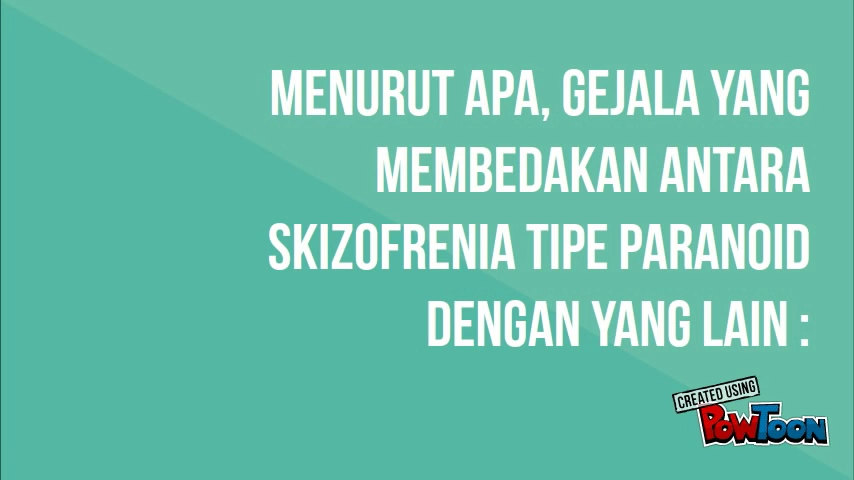 MENURUT APA, GEJALA YANG
MEMBEDAKAN ANTARA
SKIZOFRENIA TIPE PARANOID
DENGAN YANG LAIN :
CREATED USING
POWTOON